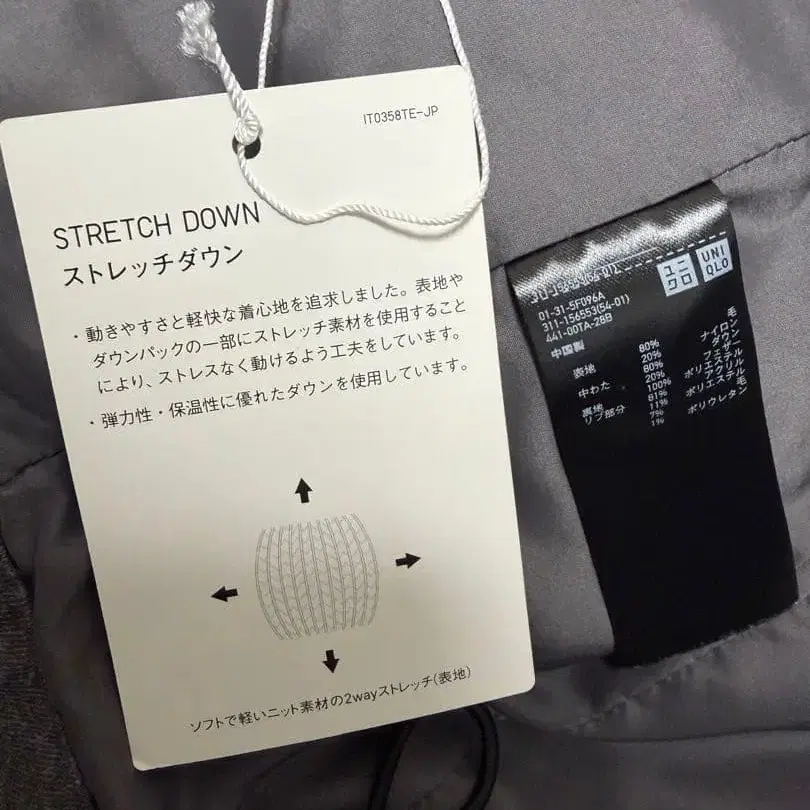 IT0358TE-JP
STRETCH DOWN
ストレッチダウン
・動きやすさと軽快な着心地を追求しました。表地や
ダウンパックの一部にストレッチ素材を使用すること
により、ストレスなく動けるよう工夫をしています。
・弾力性・保温性に優れたダウンを使用しています。
ソフトで軽いニット素材の2wayストレッチ(表地)
ユニ
クロ
UNI
QLO
01-31-5F096A
311-156553(54-01)
441-00TA-28B
中国製
表地 80% 毛
20% ナイロン
中わた 80% ダウン
20% フェザー
裏地 100% ポリエステル
リブ部分 81% アクリル
11% ポリエステル
7% 毛
1% ポリウレタン